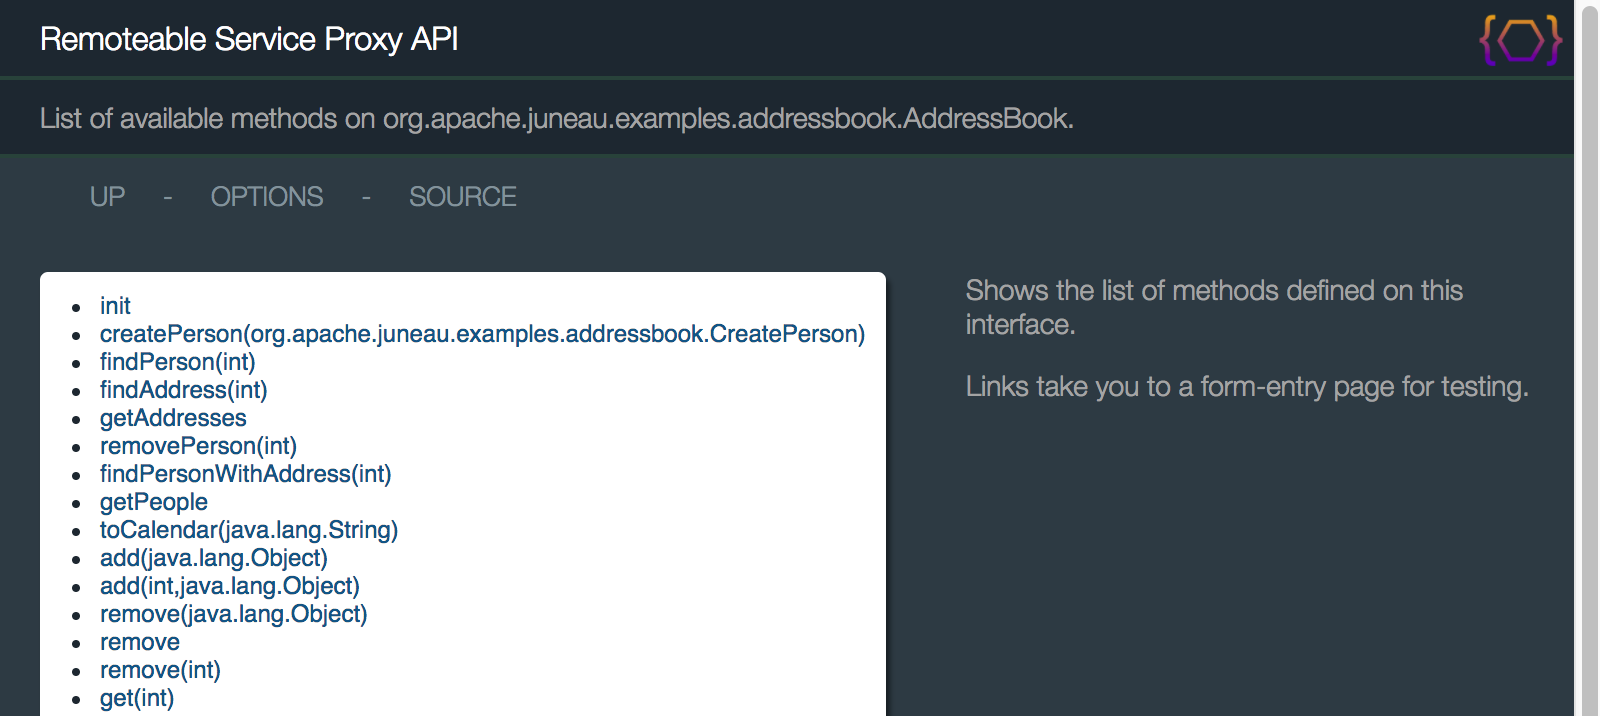 Remoteable Service Proxy API
List of available methods on org.apache.juneau.examples.addressbook.AddressBook.
UP - OPTIONS - SOURCE
• init
• createPerson(org.apache.juneau.examples.addressbook.CreatePerson)
• findPerson(int)
• findAddress(int)
• getAddresses
• removePerson(int)
• findPersonWithAddress(int)
• getPeople
• toCalendar(java.lang.String)
• add(java.lang.Object)
• add(int,java.lang.Object)
• remove(java.lang.Object)
• remove
• remove(int)
• get(int)
Shows the list of methods defined on this
interface.
Links take you to a form-entry page for testing.